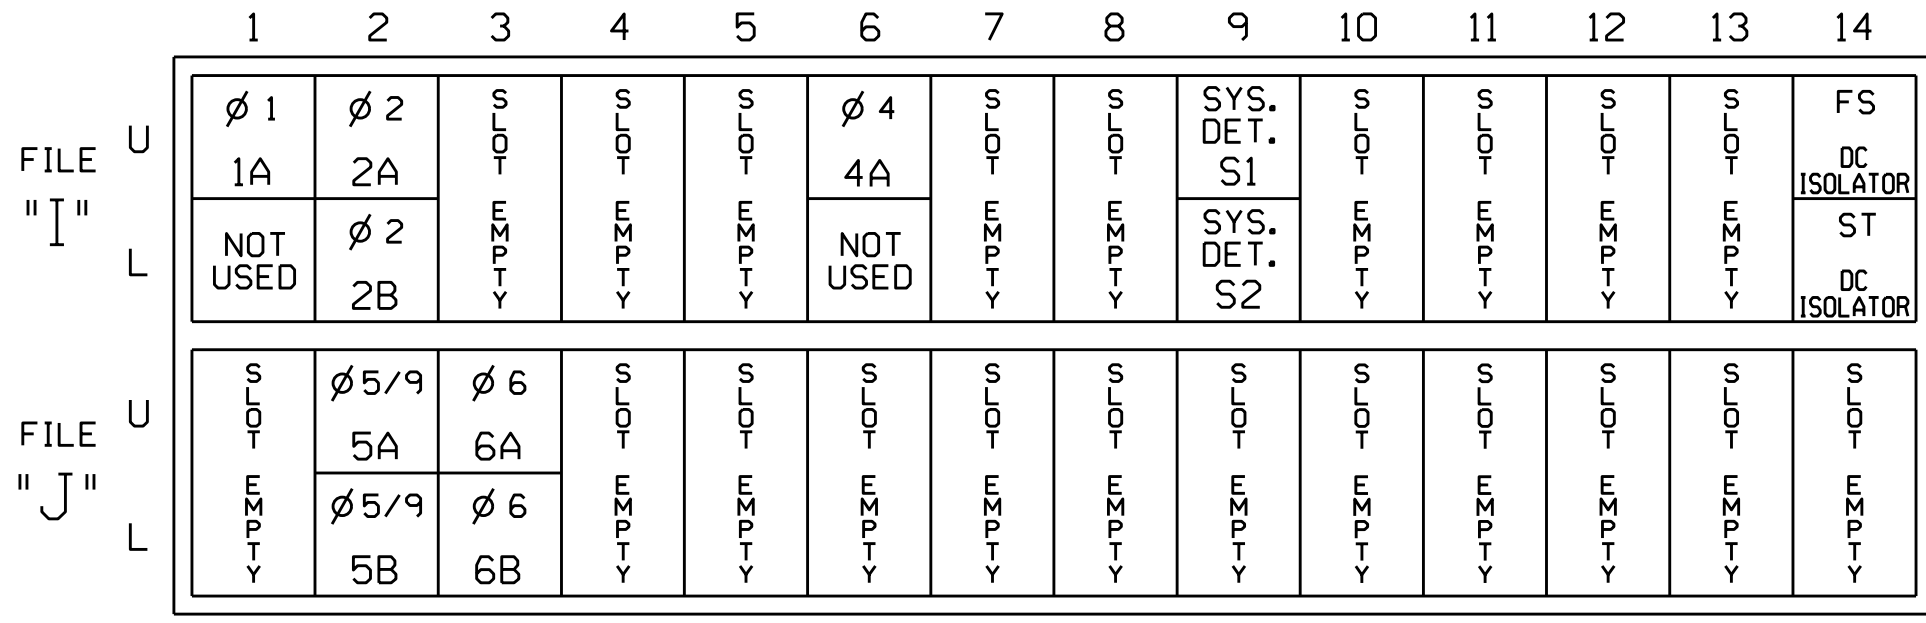 1 2 3 4 5 6 7 8 9 10 11 12 13 14
FILE "I"
U
L
Ø 1
1A
NOT
USED
Ø 2
2A
Ø 2
2B
SLOT EMPTY
SLOT EMPTY
SLOT EMPTY
Ø 4
4A
NOT
USED
SLOT EMPTY
SLOT EMPTY
SYS.
DET.
S1
SYS.
DET.
S2
SLOT EMPTY
SLOT EMPTY
SLOT EMPTY
SLOT EMPTY
FS
DC
ISOLATOR
ST
DC
ISOLATOR
FILE "J"
U
L
SLOT EMPTY
Ø 5/9
5A
Ø 5/9
5B
Ø 6
6A
Ø 6
6B
SLOT EMPTY
SLOT EMPTY
SLOT EMPTY
SLOT EMPTY
SLOT EMPTY
SLOT EMPTY
SLOT EMPTY
SLOT EMPTY
SLOT EMPTY
SLOT EMPTY
SLOT EMPTY